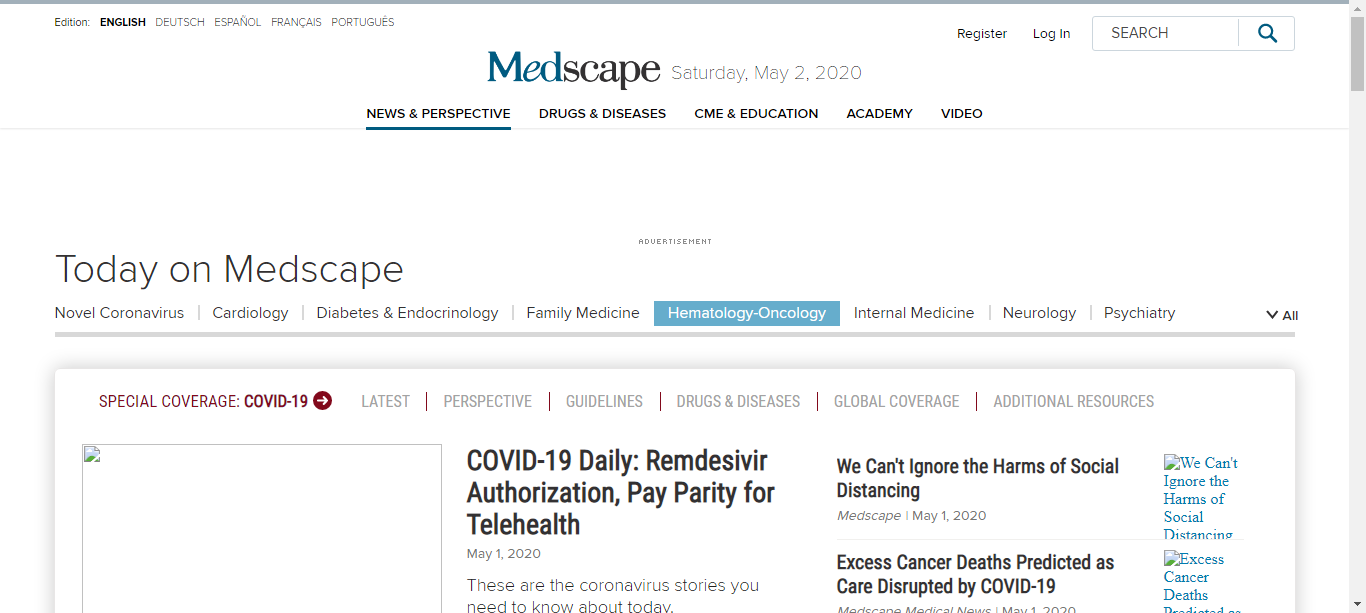 Edition: ENGLISH DEUTSCH ESPAÑOL FRANÇAIS PORTUGUÊS
Register Log In SEARCH
Medscape Saturday, May 2, 2020
NEWS & PERSPECTIVE DRUGS & DISEASES CME & EDUCATION ACADEMY VIDEO
ADVERTISEMENT
Today on Medscape
Novel Coronavirus | Cardiology | Diabetes & Endocrinology | Family Medicine Hematology-Oncology Internal Medicine | Neurology | Psychiatry All
SPECIAL COVERAGE: COVID-19 LATEST | PERSPECTIVE | GUIDELINES | DRUGS & DISEASES | GLOBAL COVERAGE | ADDITIONAL RESOURCES
COVID-19 Daily: Remdesivir
Authorization, Pay Parity for
Telehealth
May 1, 2020
These are the coronavirus stories you
need to know about today.
We Can't Ignore the Harms of Social
Distancing
Medscape | May 1, 2020
We Can't
Ignore the
Harms of
Social
Distancing
Excess Cancer Deaths Predicted as
Care Disrupted by COVID-19
Medscape Medical News | May 1, 2020
Excess
Cancer
Deaths
Predicted as